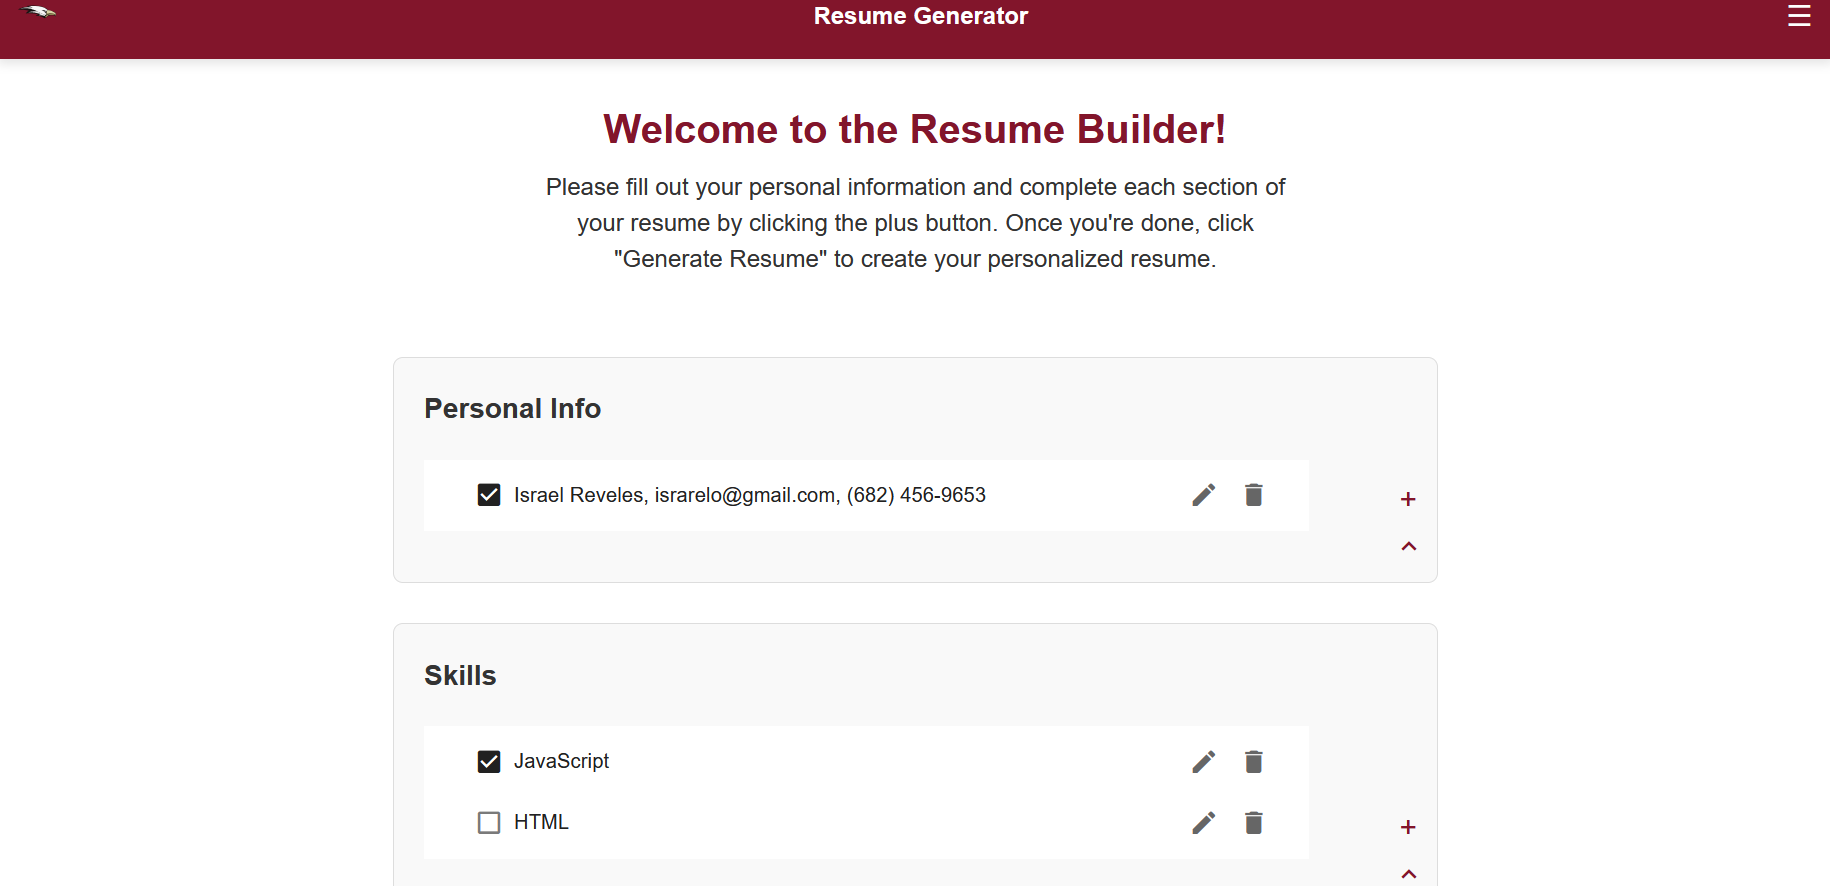 Resume Generator
Welcome to the Resume Builder!
Please fill out your personal information and complete each section of
your resume by clicking the plus button. Once you're done, click
"Generate Resume" to create your personalized resume.
Personal Info
Israel Reveles, israrelo@gmail.com, (682) 456-9653
Skills
JavaScript
HTML